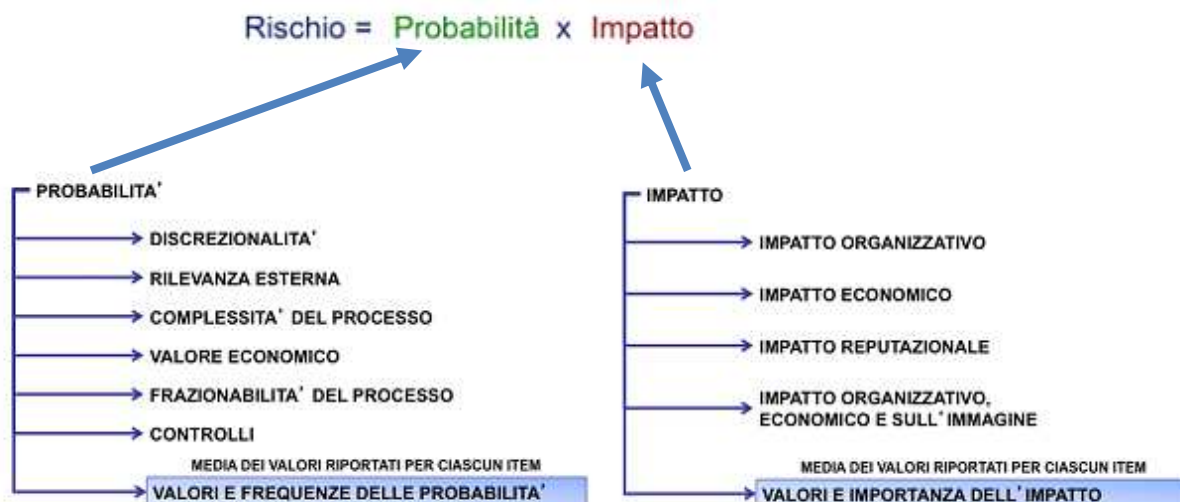 Rischio = Probabilità x Impatto
PROBABILITA'
DISCREZIONALITA'
RILEVANZA ESTERNA
COMPLESSITA' DEL PROCESSO
VALORE ECONOMICO
FRAZIONABILITA' DEL PROCESSO
CONTROLLI
MEDIA DEI VALORI RIPORTATI PER CIASCUN ITEM
VALORI E FREQUENZE DELLE PROBABILITA'
IMPATTO
IMPATTO ORGANIZZATIVO
IMPATTO ECONOMICO
IMPATTO REPUTAZIONALE
IMPATTO ORGANIZZATIVO,
ECONOMICO E SULL'IMMAGINE
MEDIA DEI VALORI RIPORTATI PER CIASCUN ITEM
VALORI E IMPORTANZA DELL'IMPATTO